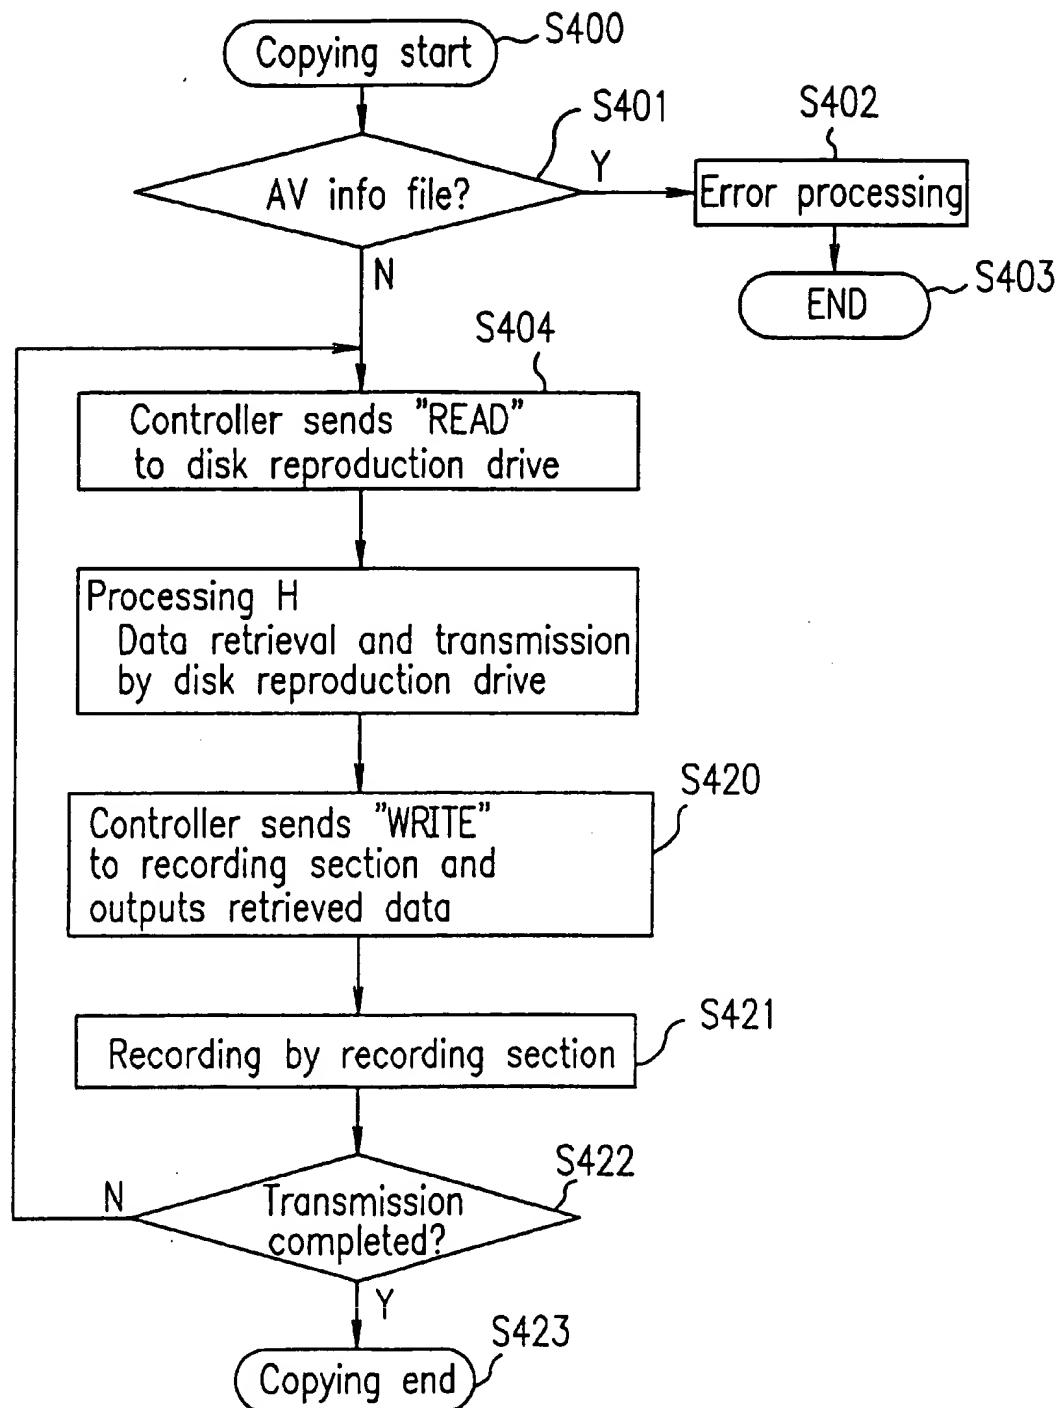 Copying start
S400
S401
S402
AV info file?
Y
Error processing
N
S403
END
S404
Controller sends "READ"
to disk reproduction drive
Processing H
Data retrieval and transmission
by disk reproduction drive
S420
Controller sends "WRITE"
to recording section and
outputs retrieved data
S421
Recording by recording section
S422
N
Transmission
completed?
Y
S423
Copying end